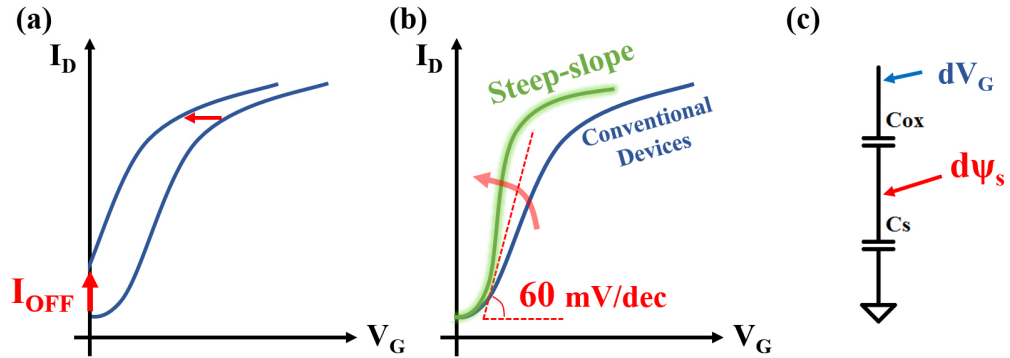 (a)
I_D
I_OFF
V_G
(b)
I_D
Steep-slope
Conventional
Devices
60 mV/dec
V_G
(c)
dV_G
Cox
dψ_s
Cs